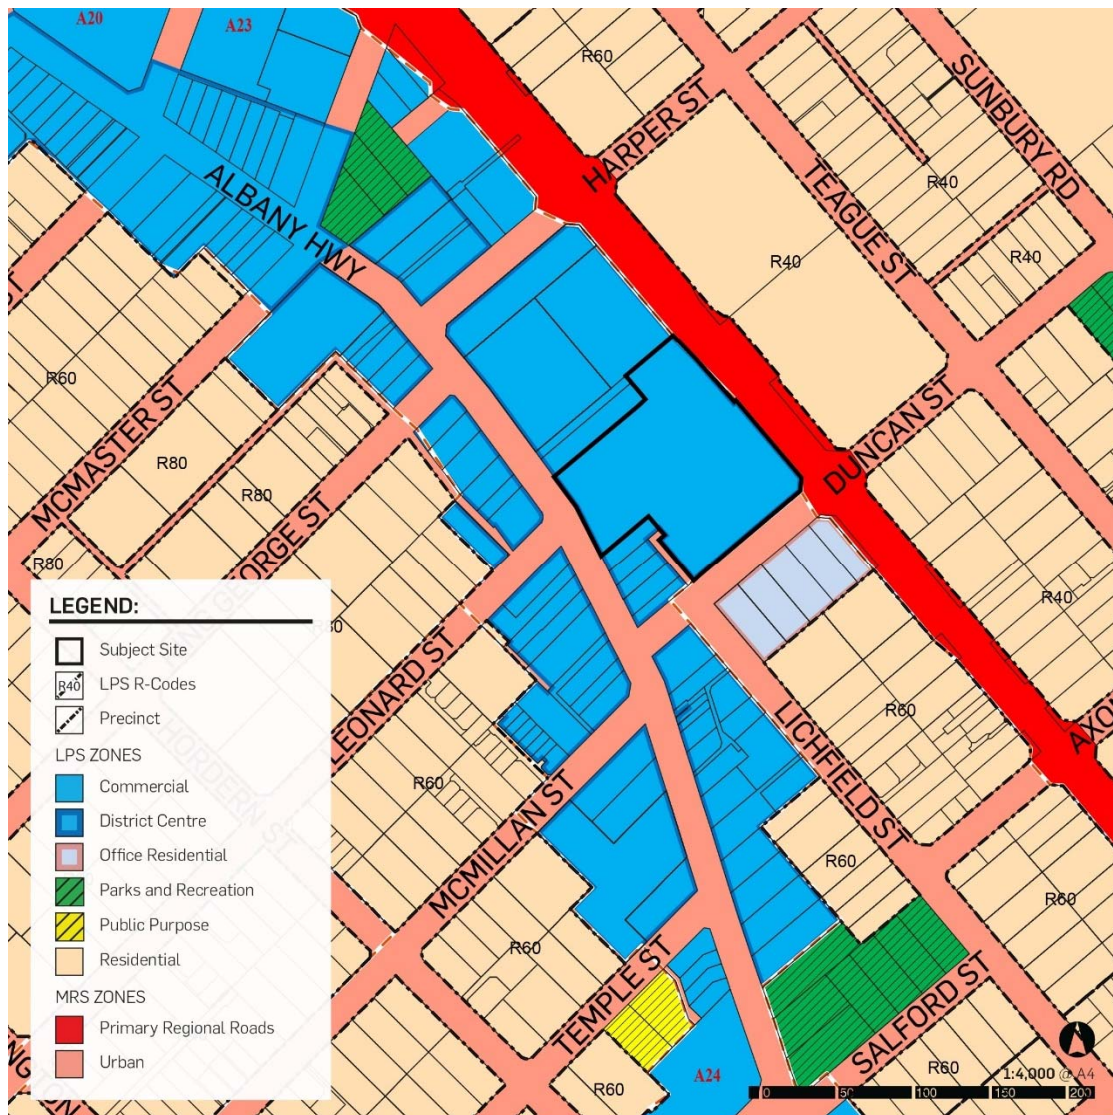 A20
A23
R60
HARPER ST
SUNBURY RD
R40
TEAGUE ST
ALBANY HWY
R40
R40
R60
MCMASTER ST
DUNCAN ST
R80
R80
R80
GEORGE ST
R40
LEGEND:
Subject Site
R40 LPS R-Codes
Precinct
LPS ZONES
Commercial
District Centre
Office Residential
Parks and Recreation
Public Purpose
Residential
MRS ZONES
Primary Regional Roads
Urban
LEONARD ST
HORDERN ST
LICHFIELD ST
R60
AXON
R60
MCMILLAN ST
R60
R60
R60
TEMPLE ST
SALFORD ST
R60
R60
A24
1:4,000 @ A4
0 50 100 150 200